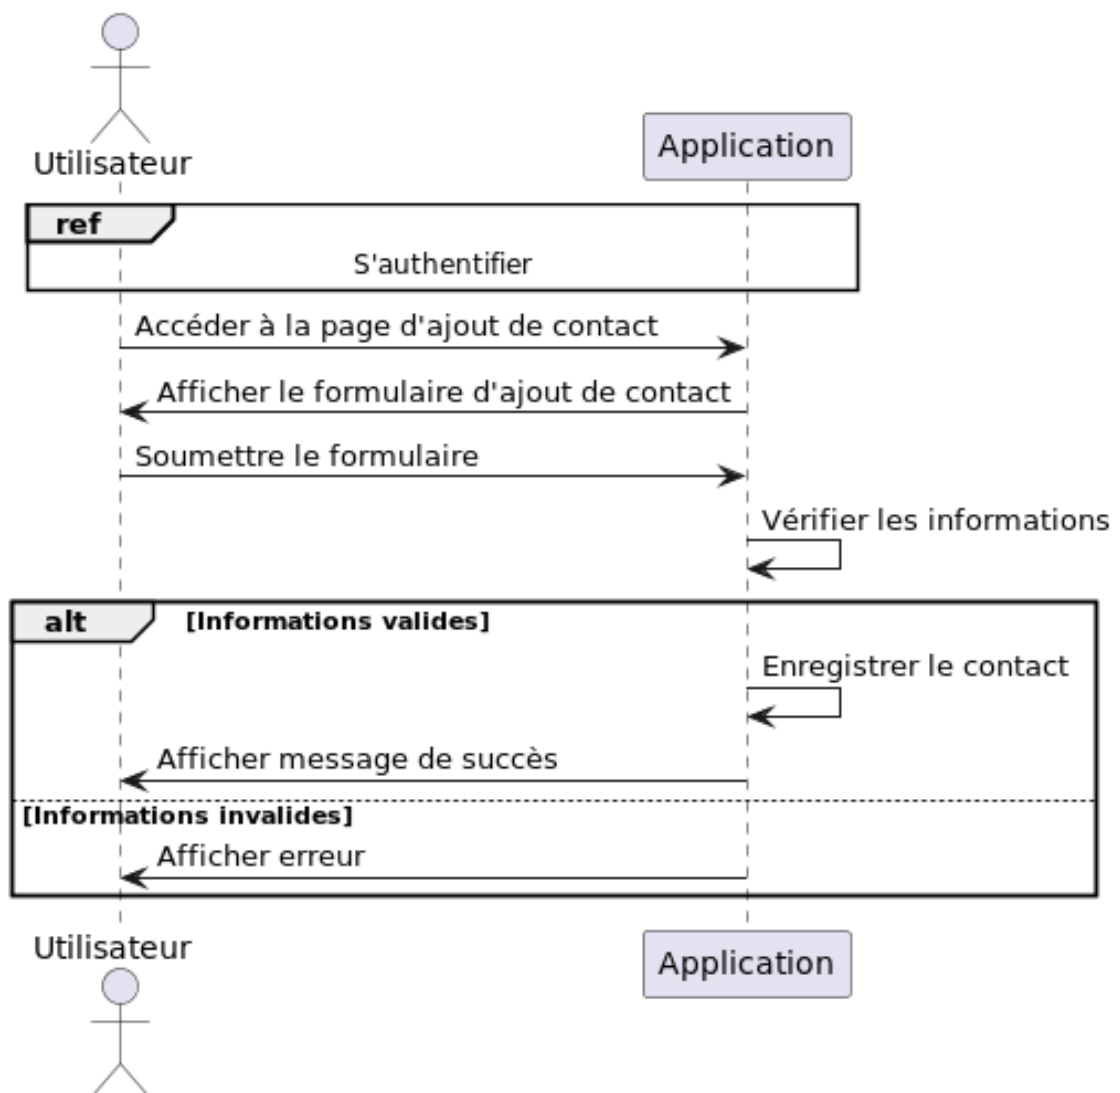 Utilisateur
Application
ref
S'authentifier
Accéder à la page d'ajout de contact
Afficher le formulaire d'ajout de contact
Soumettre le formulaire
Vérifier les informations
alt
[Informations valides]
Enregistrer le contact
Afficher message de succès
[Informations invalides]
Afficher erreur
Utilisateur
Application